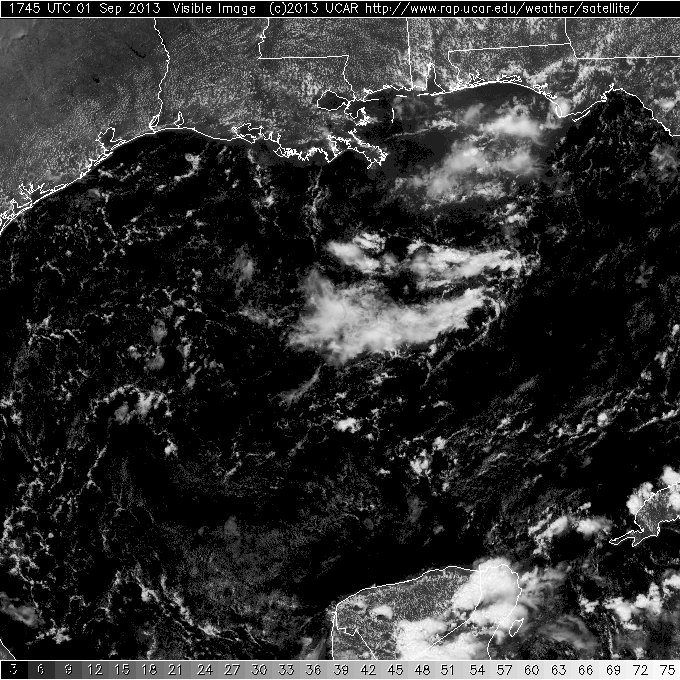 1745 UTC 01 Sep 2013 Visible Image (c)2013 UCAR http://www.rap.ucar.edu/weather/satellite/
3 6 9 12 15 18 21 24 27 30 33 36 39 42 45 48 51 54 57 60 63 66 69 72 75